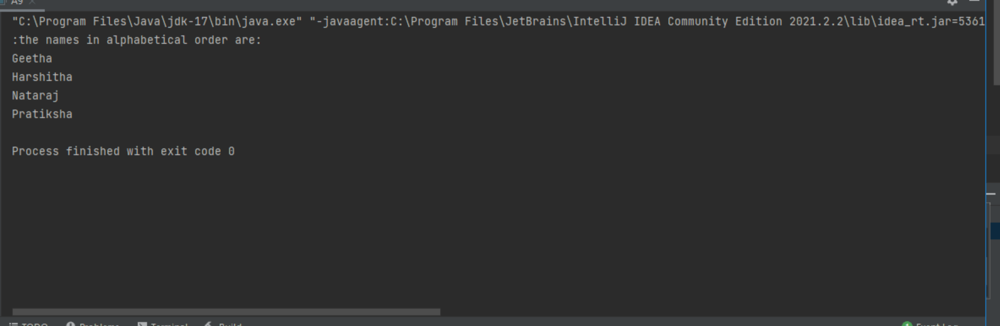 A9
"C:\Program Files\Java\jdk-17\bin\java.exe" "-javaagent:C:\Program Files\JetBrains\IntelliJ IDEA Community Edition 2021.2.2\lib\idea_rt.jar=5361
:the names in alphabetical order are:
Geetha
Harshitha
Nataraj
Pratiksha
Process finished with exit code 0
TODO Problems Terminal Build Event Log